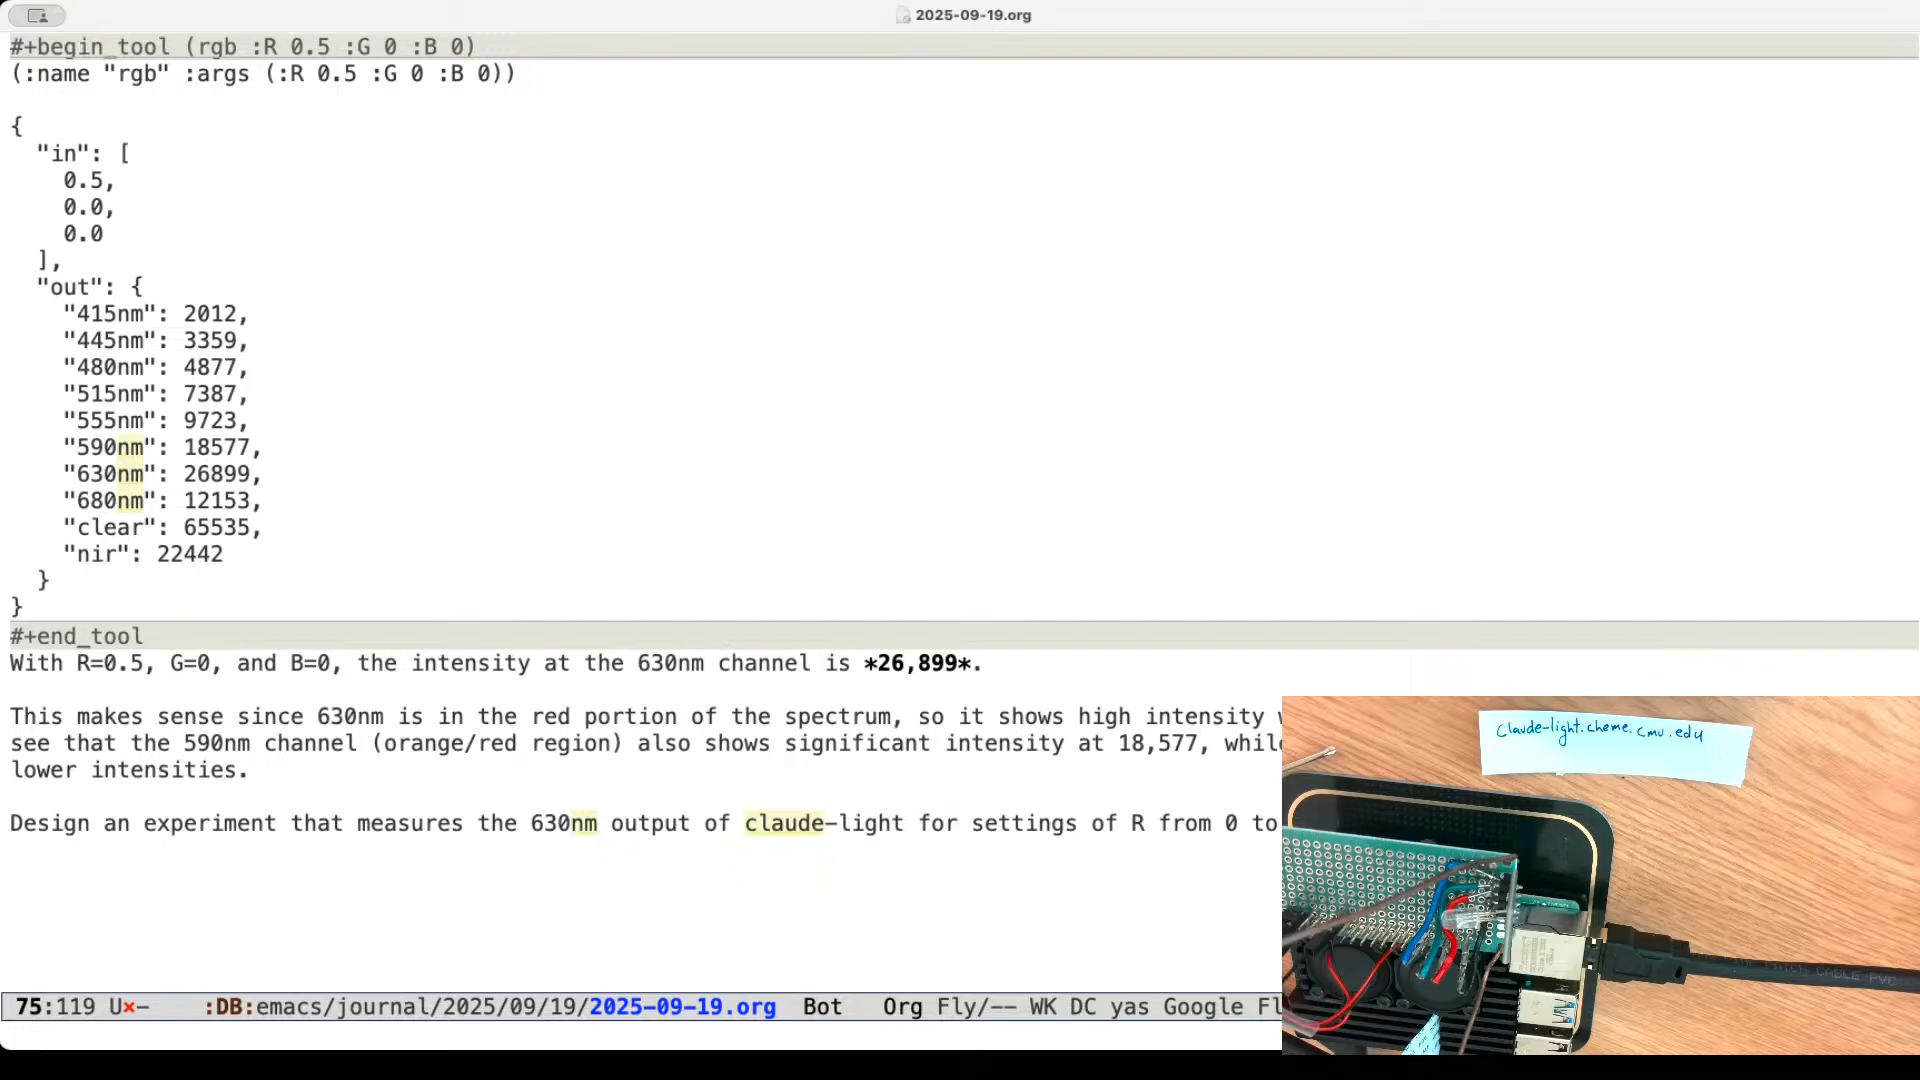 2025-09-19.org
#+begin_tool (rgb :R 0.5 :G 0 :B 0)
(:name "rgb" :args (:R 0.5 :G 0 :B 0))
{
"in": [
0.5,
0.0,
0.0
],
"out": {
"415nm": 2012,
"445nm": 3359,
"480nm": 4877,
"515nm": 7387,
"555nm": 9723,
"590nm": 18577,
"630nm": 26899,
"680nm": 12153,
"clear": 65535,
"nir": 22442
}
}
#+end_tool
With R=0.5, G=0, and B=0, the intensity at the 630nm channel is *26,899*.
This makes sense since 630nm is in the red portion of the spectrum, so it shows high intensity
see that the 590nm channel (orange/red region) also shows significant intensity at 18,577,
lower intensities.
Claude-light.cheme.cmu.edu
Design an experiment that measures the 630nm output of claude-light for settings of R from 0 to
75:119 U×− :DB:emacs/journal/2025/09/19/2025-09-19.org Bot Org Fly/-- WK DC yas Google